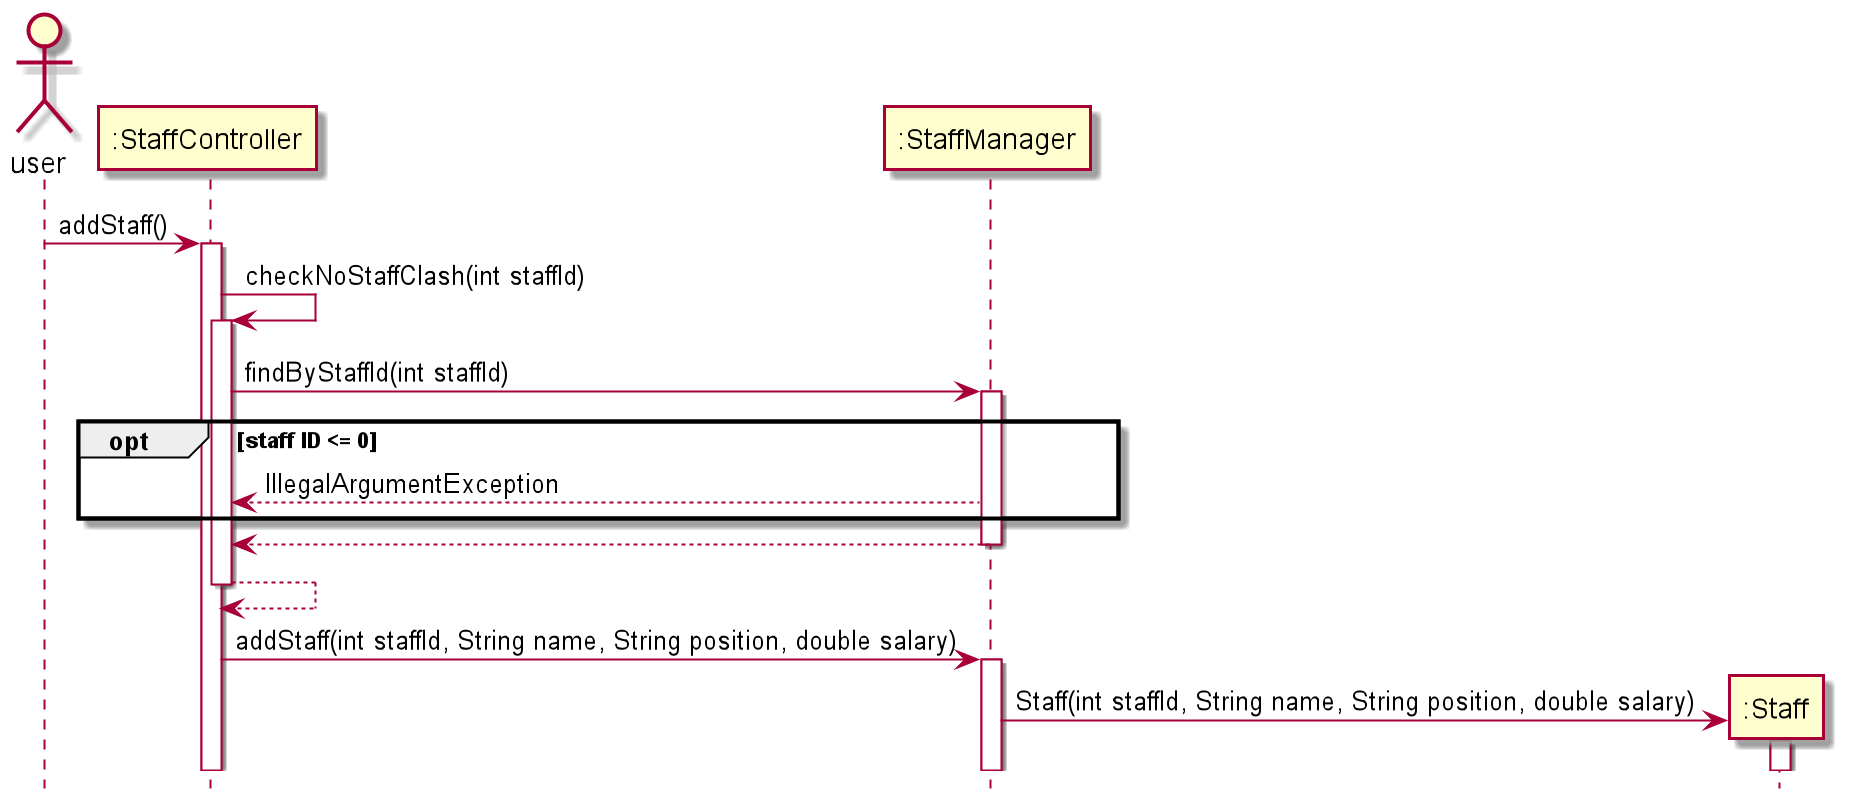 user
:StaffController
:StaffManager
addStaff()
checkNoStaffClash(int staffId)
findByStaffId(int staffId)
opt
[staff ID <= 0]
IllegalArgumentException
addStaff(int staffId, String name, String position, double salary)
Staff(int staffId, String name, String position, double salary)
:Staff